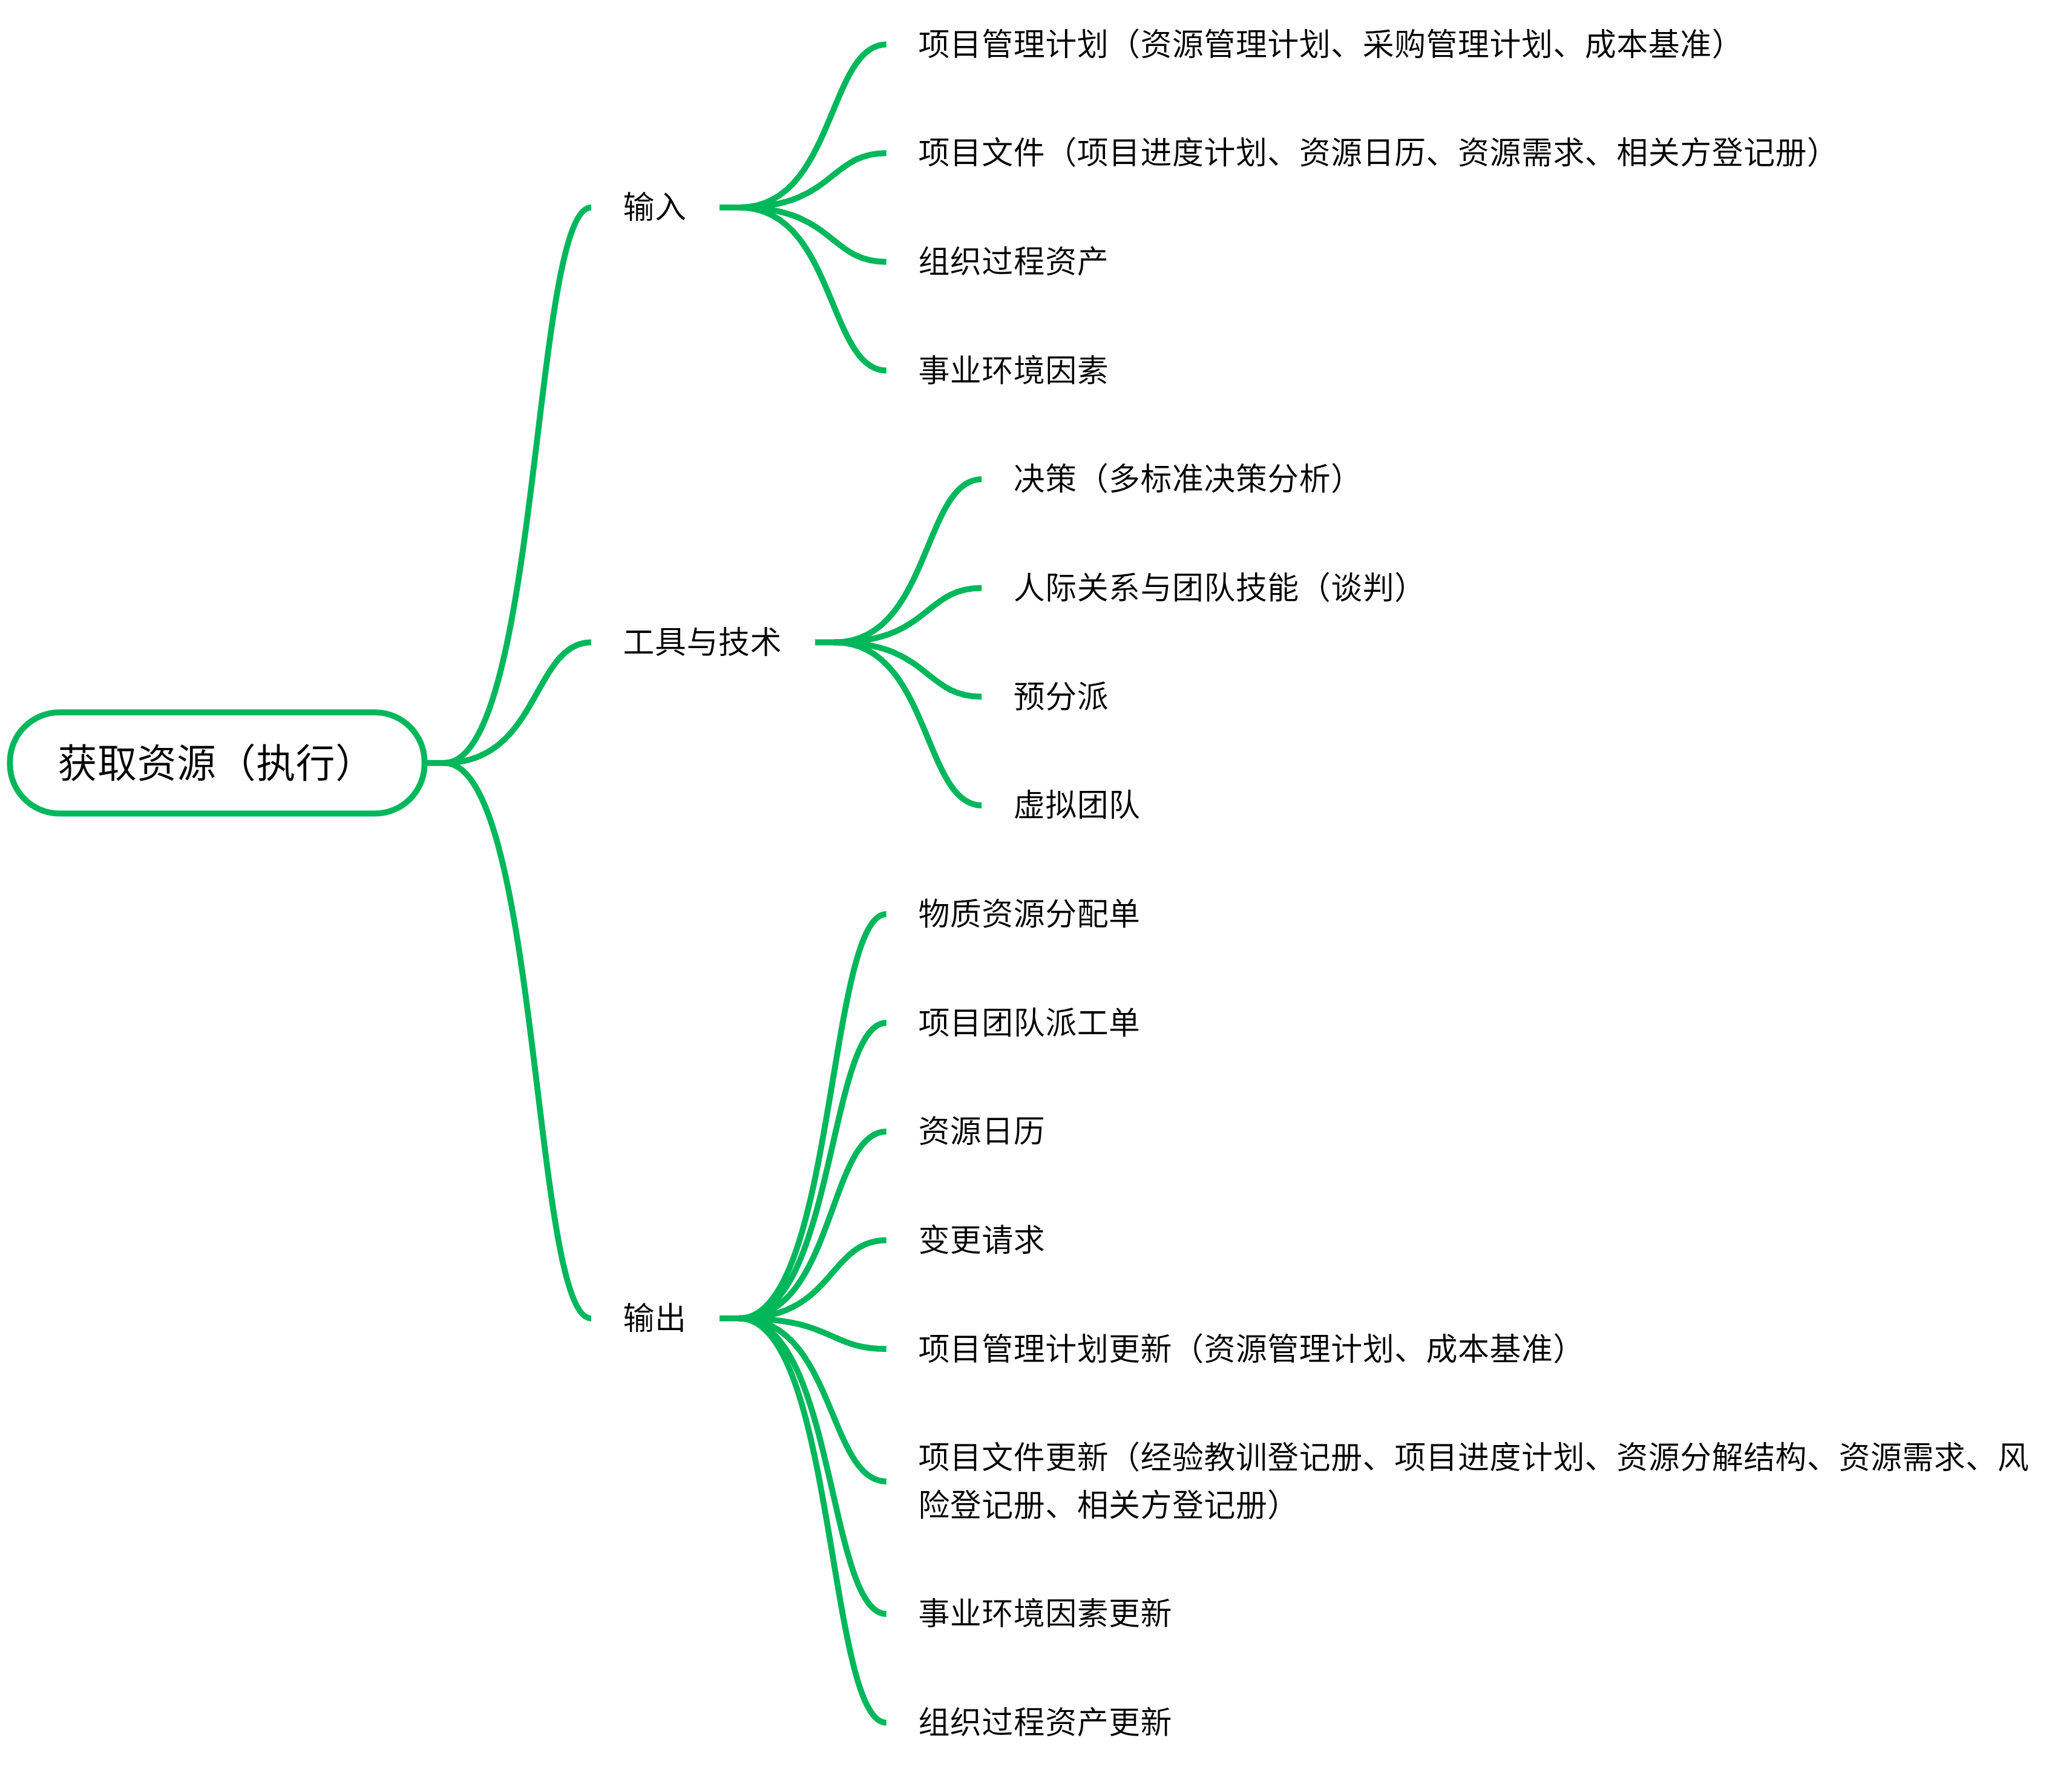 项目管理计划（资源管理计划、采购管理计划、成本基准）
项目文件（项目进度计划、资源日历、资源需求、相关方登记册）
输入
组织过程资产
事业环境因素
决策（多标准决策分析）
人际关系与团队技能（谈判）
工具与技术
预分派
获取资源（执行）
虚拟团队
物质资源分配单
项目团队派工单
资源日历
变更请求
输出
项目管理计划更新（资源管理计划、成本基准）
项目文件更新（经验教训登记册、项目进度计划、资源分解结构、资源需求、风
险登记册、相关方登记册）
事业环境因素更新
组织过程资产更新